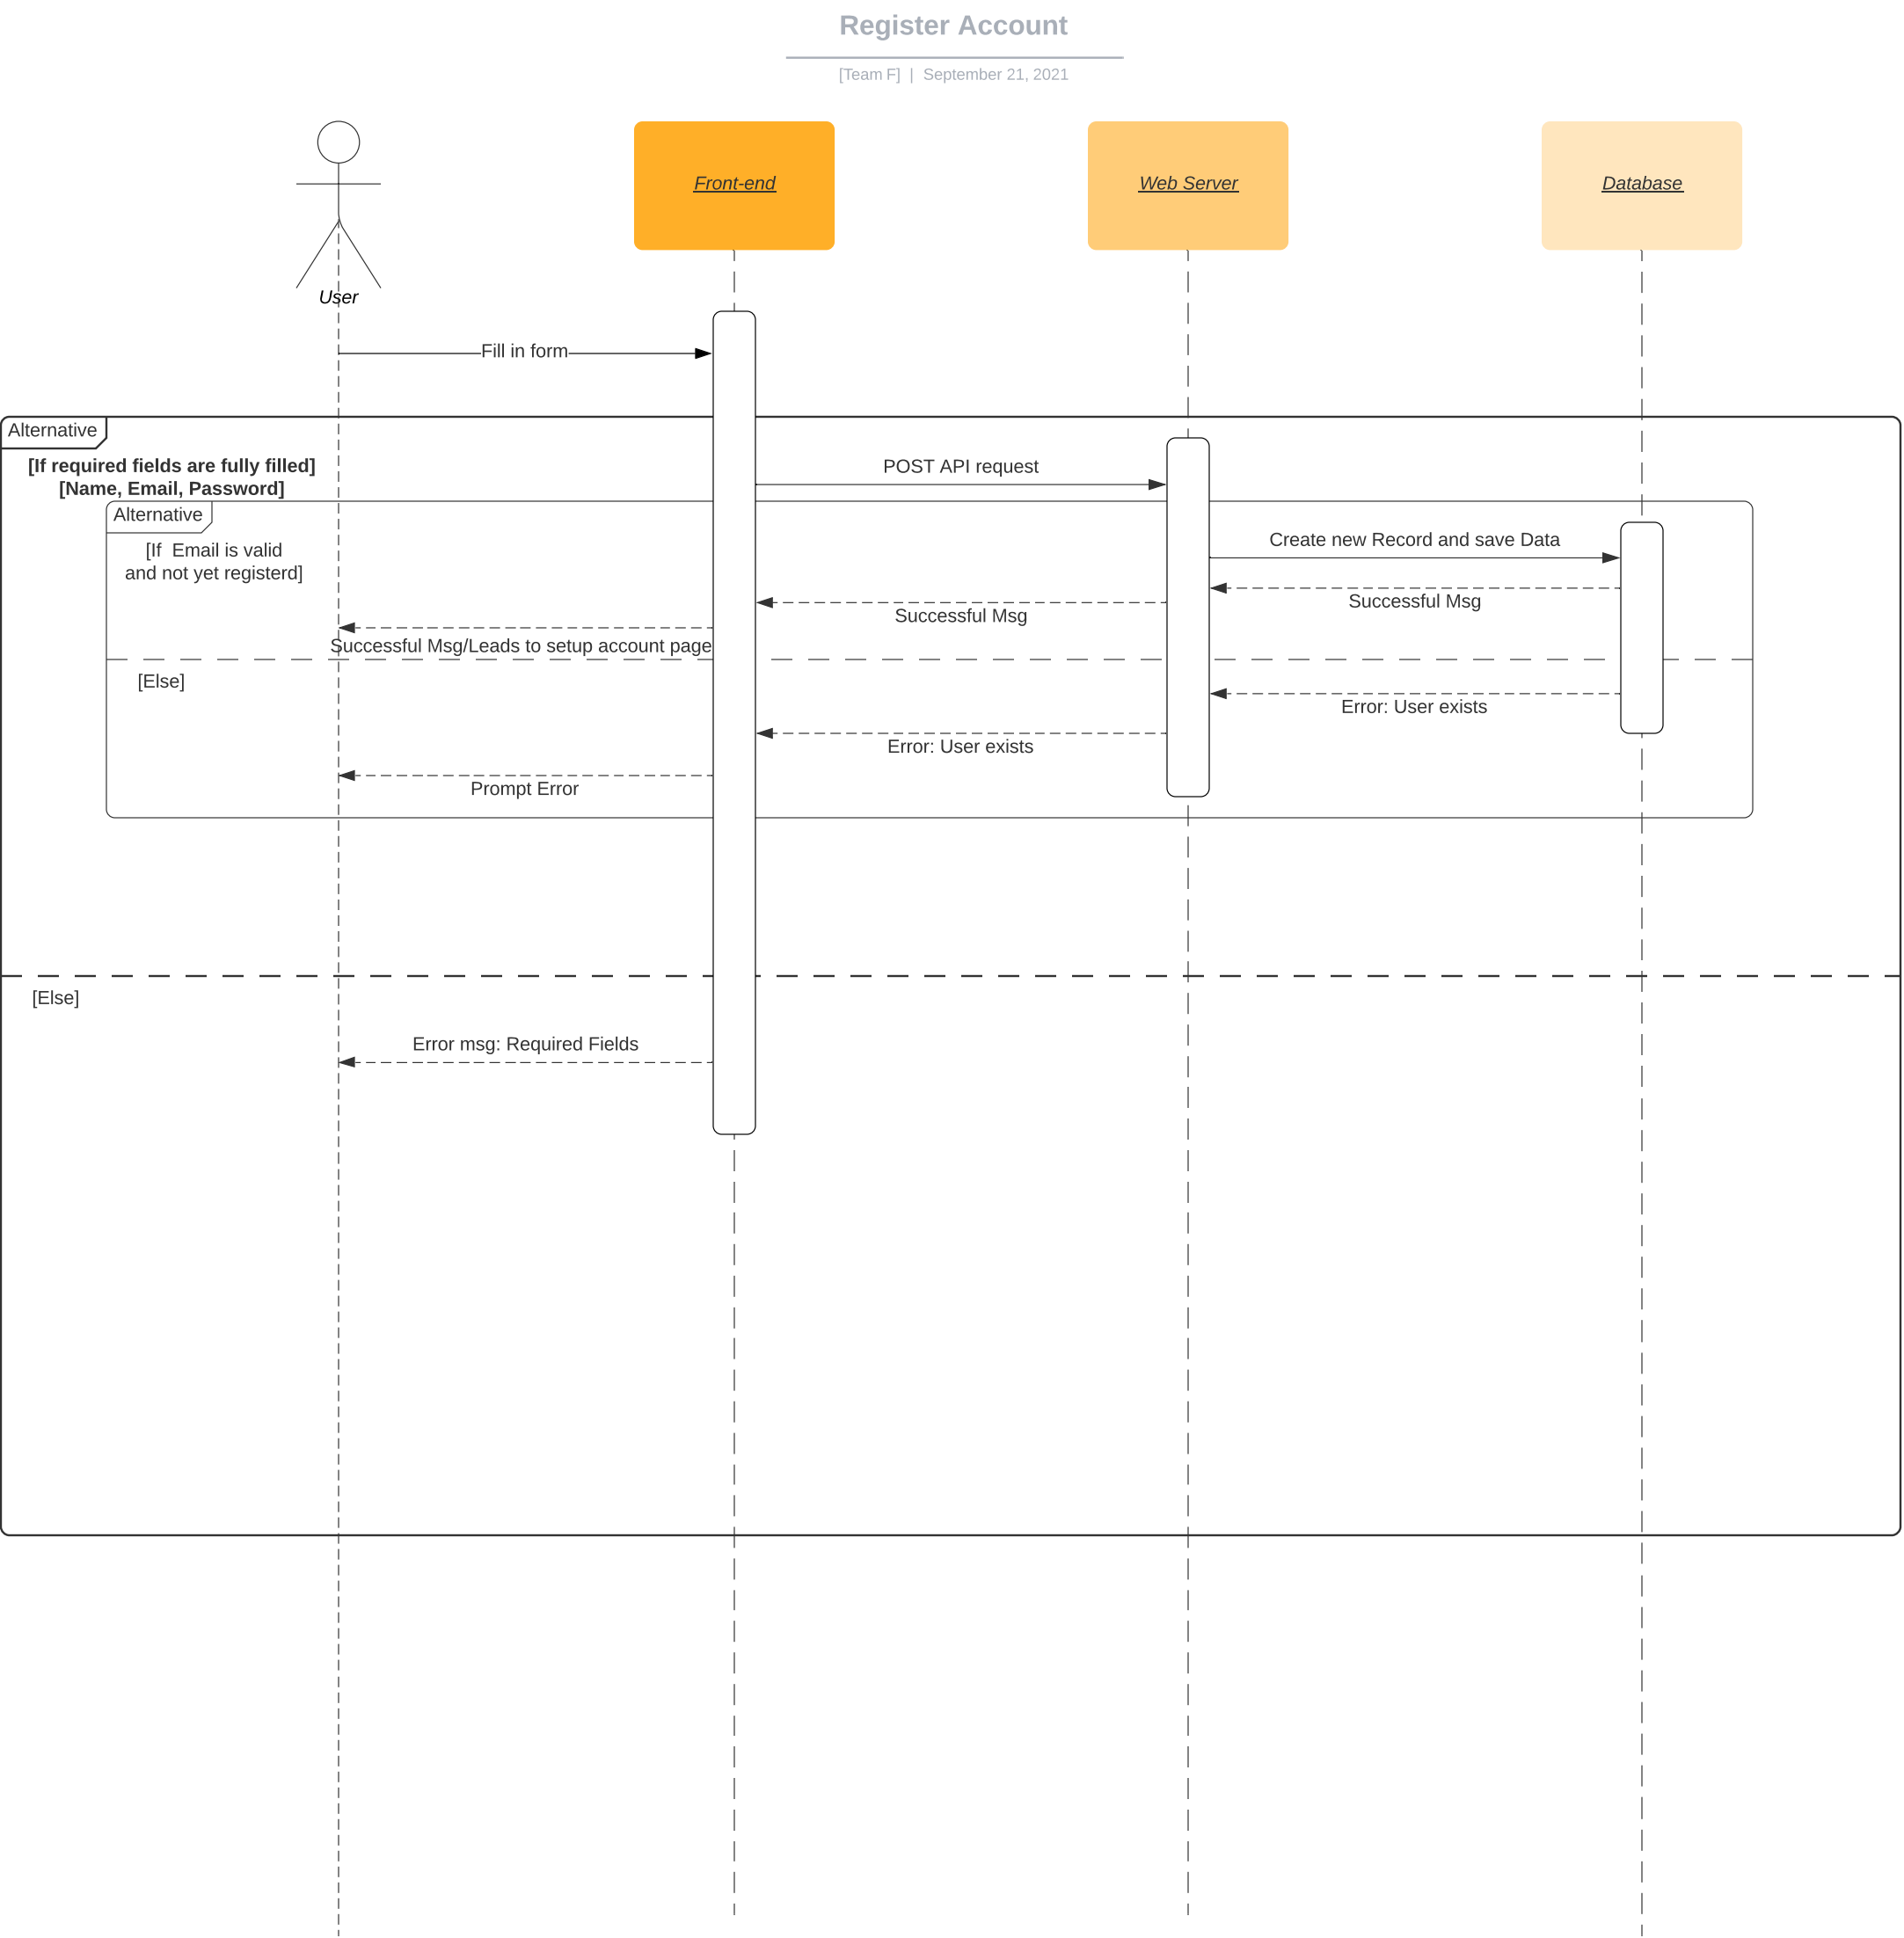 Register Account
[Team F]  |  September 21, 2021
Front-end
Web Server
Database
User
Fill in form
Alternative
[If required fields are fully filled]
[Name, Email, Password]
POST API request
Alternative
[If  Email is valid
and not yet registerd]
Create new Record and save Data
Successful Msg
Successful Msg
Successful Msg/Leads to setup account page
[Else]
Error: User exists
Error: User exists
Prompt Error
[Else]
Error msg: Required Fields